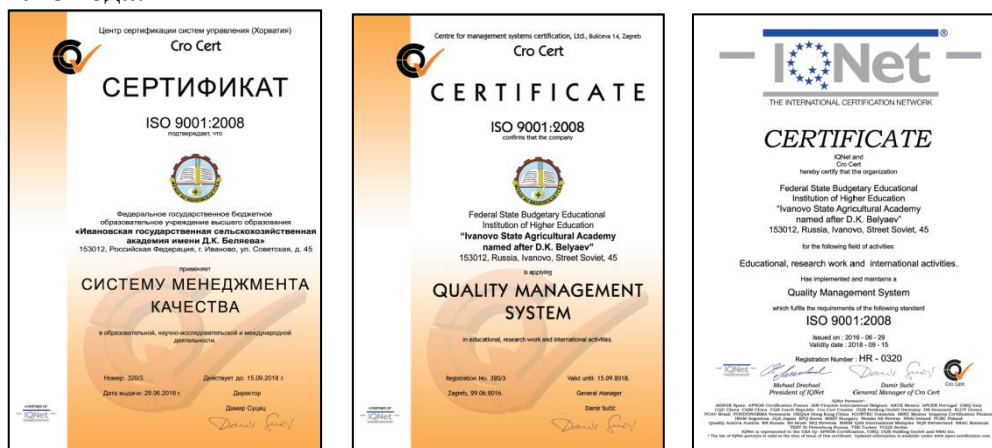 Центр сертификации систем управления (Хорватия)
Cro Cert
СЕРТИФИКАТ
ISO 9001:2008
подтверждает, что
Федеральное государственное бюджетное
образовательное учреждение высшего образования
«Ивановская государственная сельскохозяйственная
академия имени Д.К. Беляева»
153012, Российская Федерация, г. Иваново, ул. Советская, д. 45
применяет
СИСТЕМУ МЕНЕДЖМЕНТА
КАЧЕСТВА
в образовательной, научно-исследовательской и международной
деятельности.
Номер: 320/3
Действует до: 15.09.2018 г.
Дата выдачи: 29.06.2016 г.
Директор
Дамир Сушиц
A PARTNER OF
IQNet
Centre for management systems certification, Ltd., Bulićeva 14, Zagreb
Cro Cert
CERTIFICATE
ISO 9001:2008
confirms that the company
Federal State Budgetary Educational
Institution of Higher Education
"Ivanovo State Agricultural Academy
named after D.K. Belyaev"
153012, Russia, Ivanovo, Street Soviet, 45
is applying
QUALITY MANAGEMENT
SYSTEM
in educational, research work and international activities.
Registration No. 320/3
Valid until: 15.09.2018.
Zagreb, 29.06.2016.
General Manager
Damir Sučić
A PARTNER OF
IQNet
IQNet ®
THE INTERNATIONAL CERTIFICATION NETWORK
CERTIFICATE
IQNet and
Cro Cert
hereby certify that the organization
Federal State Budgetary Educational
Institution of Higher Education
"Ivanovo State Agricultural Academy
named after D.K. Belyaev"
153012, Russia, Ivanovo, Street Soviet, 45
for the following field of activities:
Educational, research work and international activities.
Has implemented and maintains a
Quality Management System
which fulfils the requirements of the following standard
ISO 9001:2008
Issued on : 2016 - 06 - 29
Validity date : 2018 - 09 - 15
Registration Number : HR - 0320
IQNet
Michael Drechsel
President of IQNet
Damir Sučić
General Manager of Cro Cert
Cro Cert
IQNet Partners*: